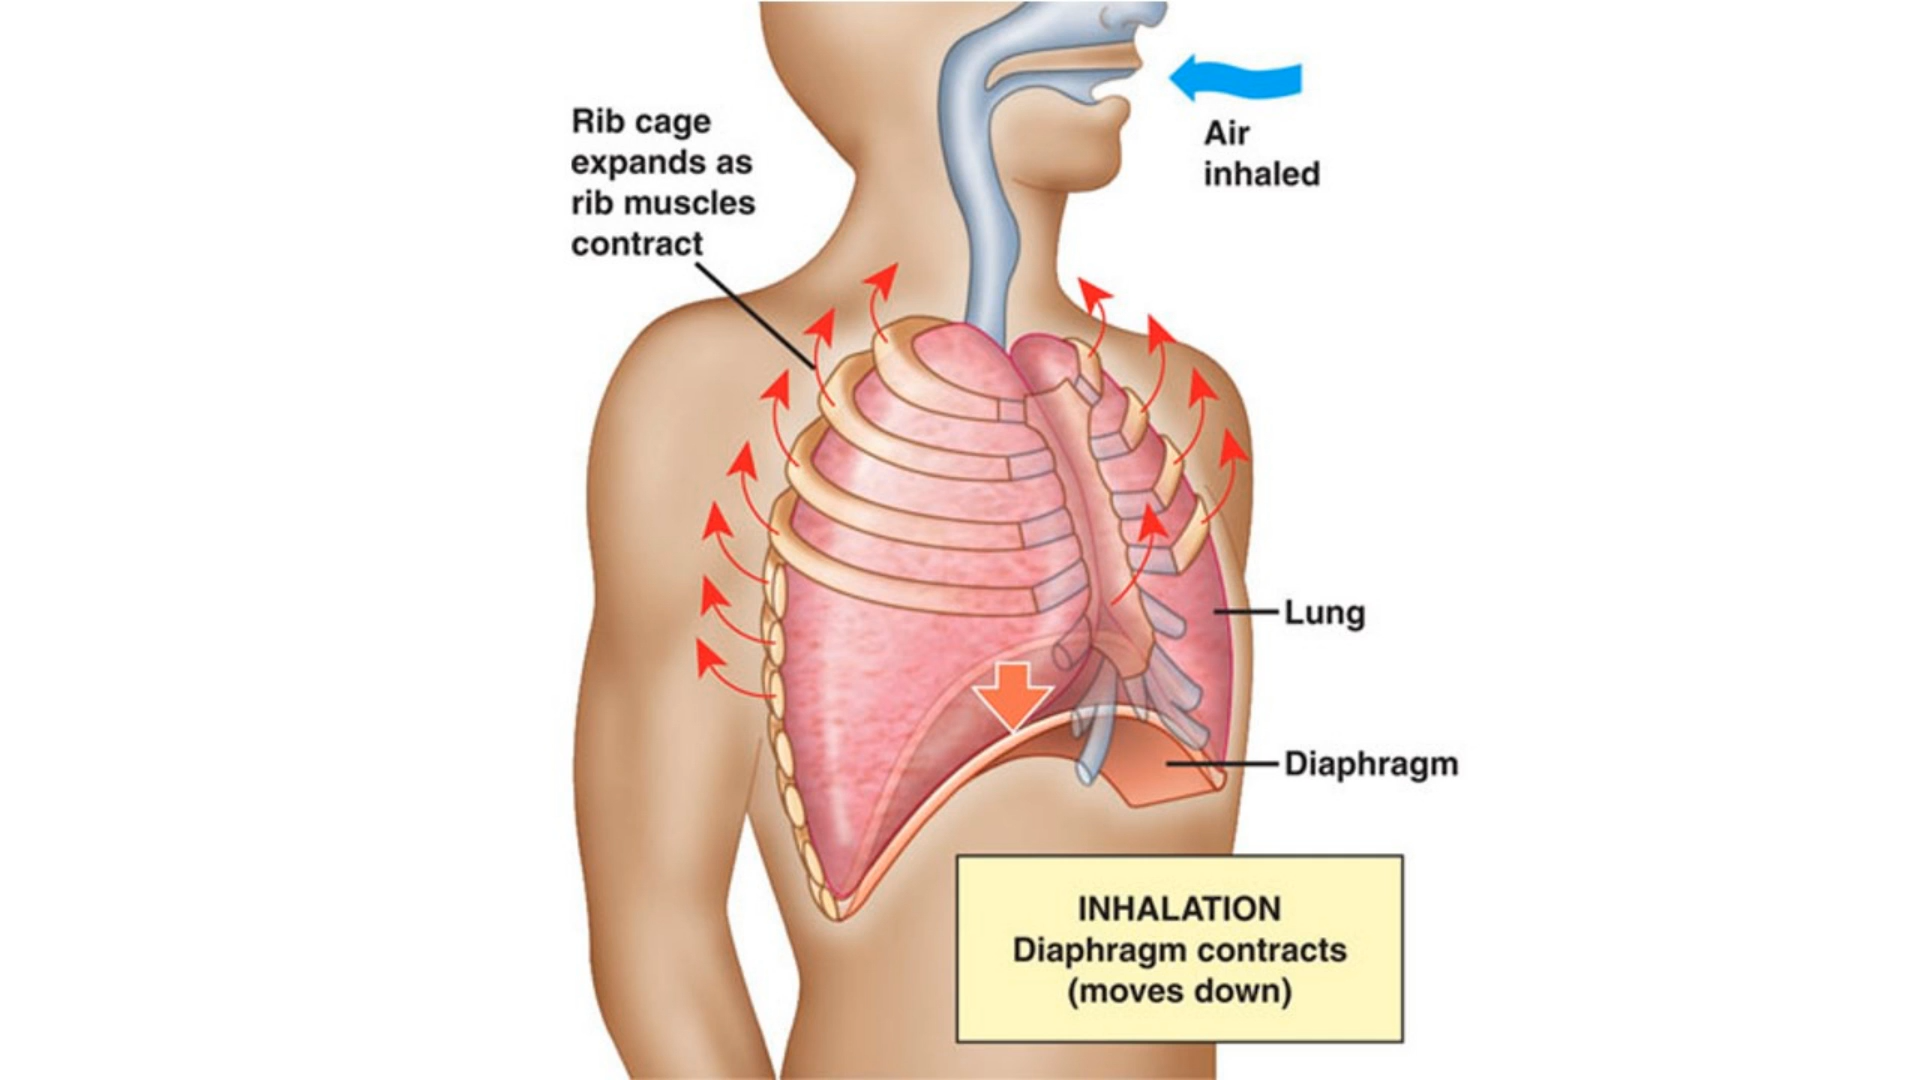 Rib cage
expands as
rib muscles
contract
Air
inhaled
Lung
Diaphragm
INHALATION
Diaphragm contracts
(moves down)